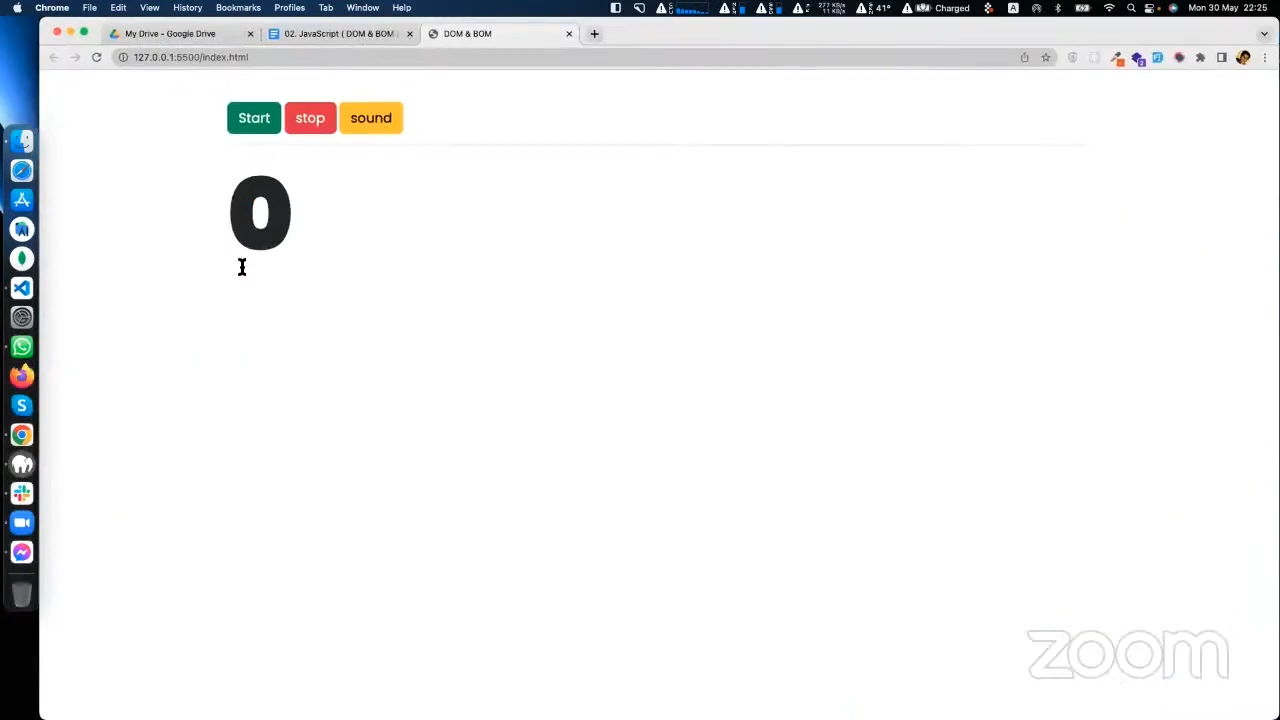 Chrome File Edit View History Bookmarks Profiles Tab Window Help 41° Charged A Mon 30 May 22:25
My Drive - Google Drive 02. JavaScript ( DOM & BOM DOM & BOM
127.0.0.1:5500/index.html
Start stop sound
0
zoom